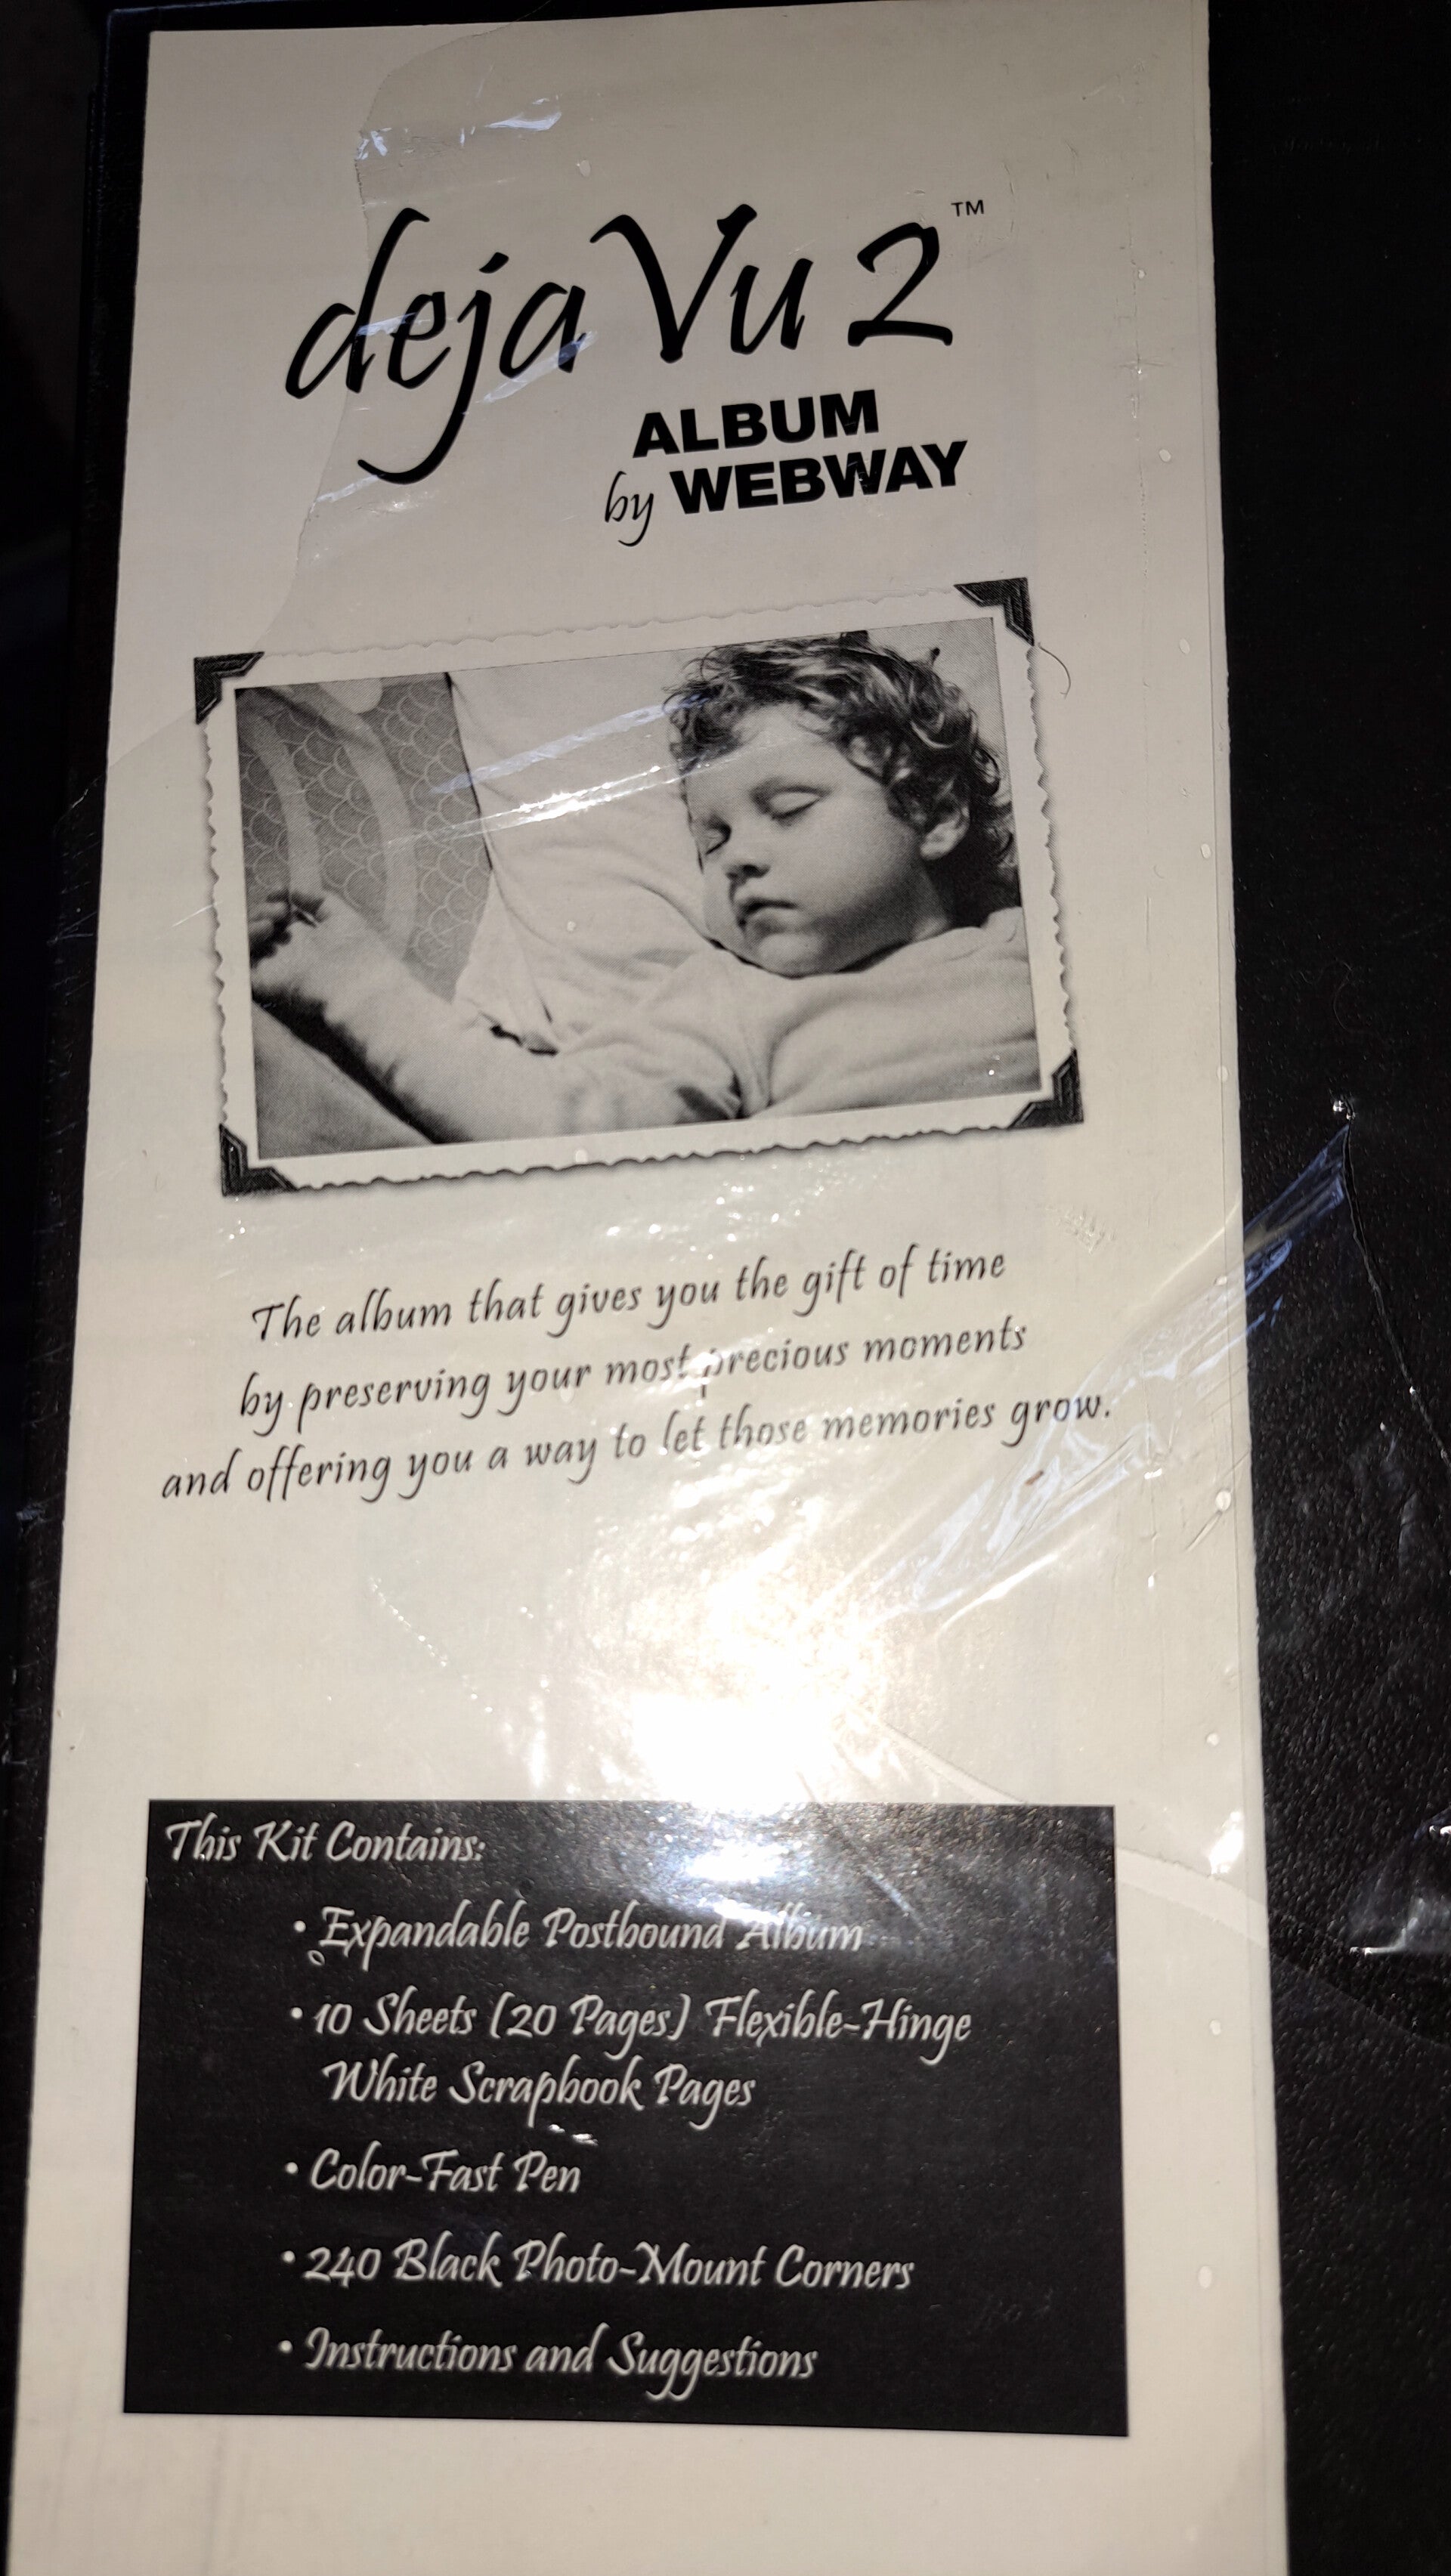 deja Vu 2 ™
ALBUM
by WEBWAY
The album that gives you the gift of time
by preserving your most precious moments
and offering you a way to let those memories grow.
This Kit Contains:
• Expandable Postbound Album
• 10 Sheets (20 Pages) Flexible-Hinge
White Scrapbook Pages
• Color-Fast Pen
• 240 Black Photo-Mount Corners
• Instructions and Suggestions